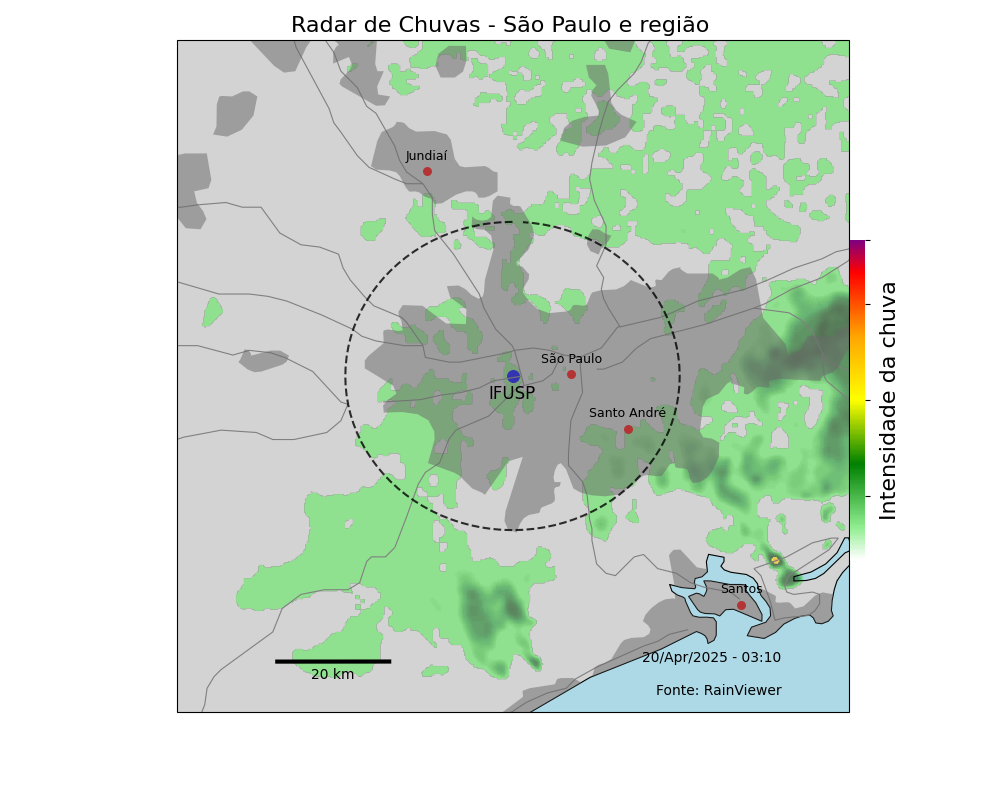 Radar de Chuvas - São Paulo e região
Jundiaí
São Paulo
IFUSP
Santo André
Intensidade da chuva
Santos
20/Apr/2025 - 03:10
20 km
Fonte: RainViewer